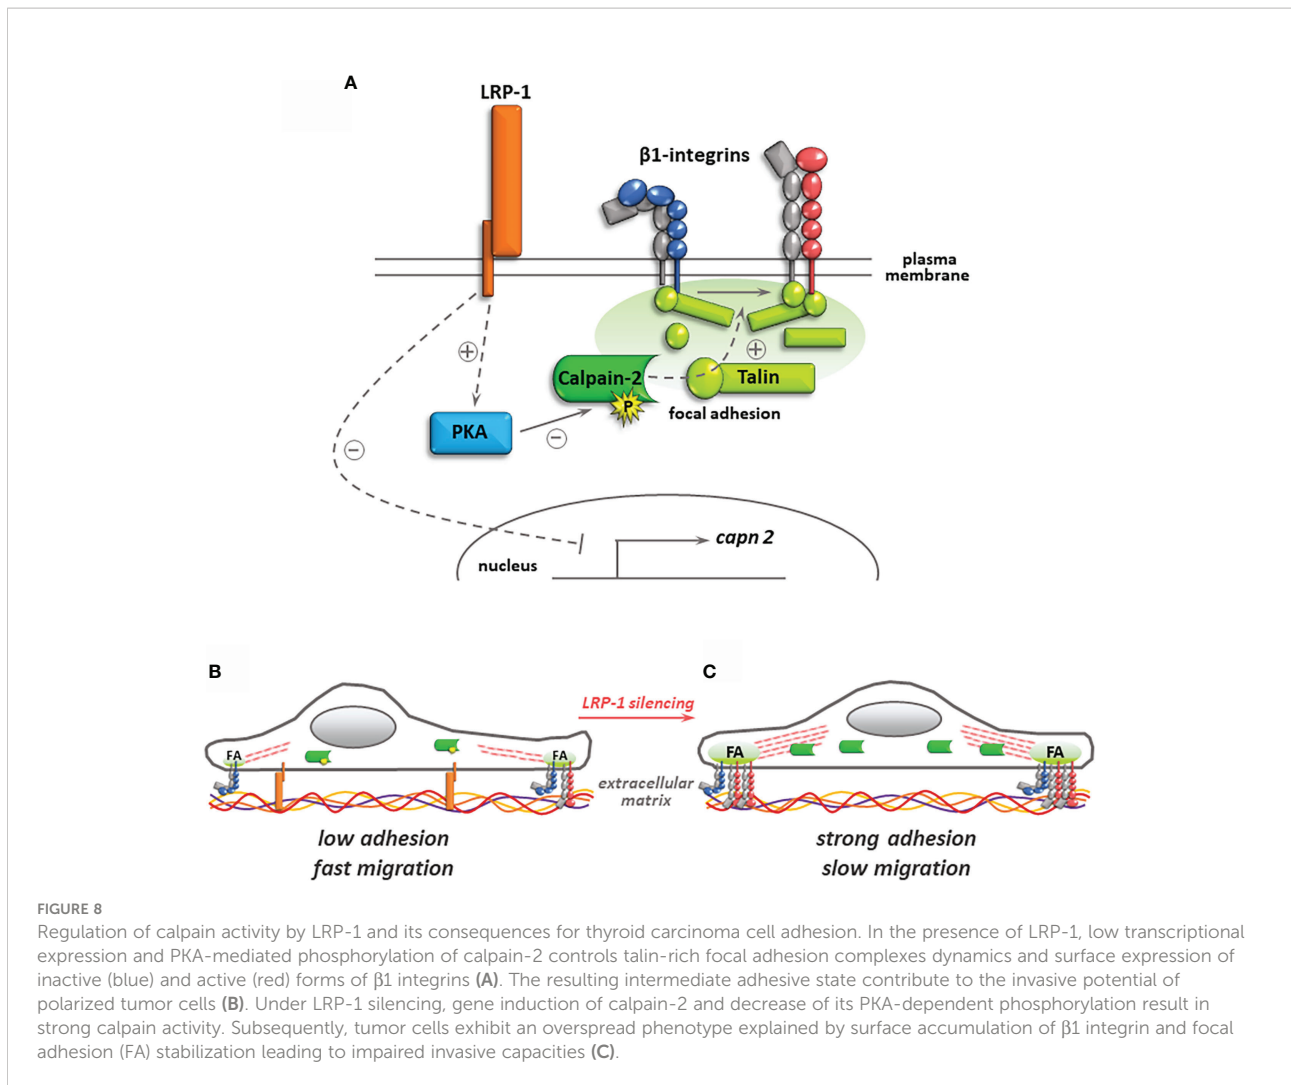 A
LRP-1
β1-integrins
plasma
membrane
+
+
Calpain-2
Talin
P
focal adhesion
PKA
−
−
capn 2
nucleus
B
C
LRP-1 silencing
FA
FA
FA
FA
extracellular
matrix
low adhesion
fast migration
strong adhesion
slow migration
FIGURE 8
Regulation of calpain activity by LRP-1 and its consequences for thyroid carcinoma cell adhesion. In the presence of LRP-1, low transcriptional
expression and PKA-mediated phosphorylation of calpain-2 controls talin-rich focal adhesion complexes dynamics and surface expression of
inactive (blue) and active (red) forms of β1 integrins (A). The resulting intermediate adhesive state contribute to the invasive potential of
polarized tumor cells (B). Under LRP-1 silencing, gene induction of calpain-2 and decrease of its PKA-dependent phosphorylation result in
strong calpain activity. Subsequently, tumor cells exhibit an overspread phenotype explained by surface accumulation of β1 integrin and focal
adhesion (FA) stabilization leading to impaired invasive capacities (C).